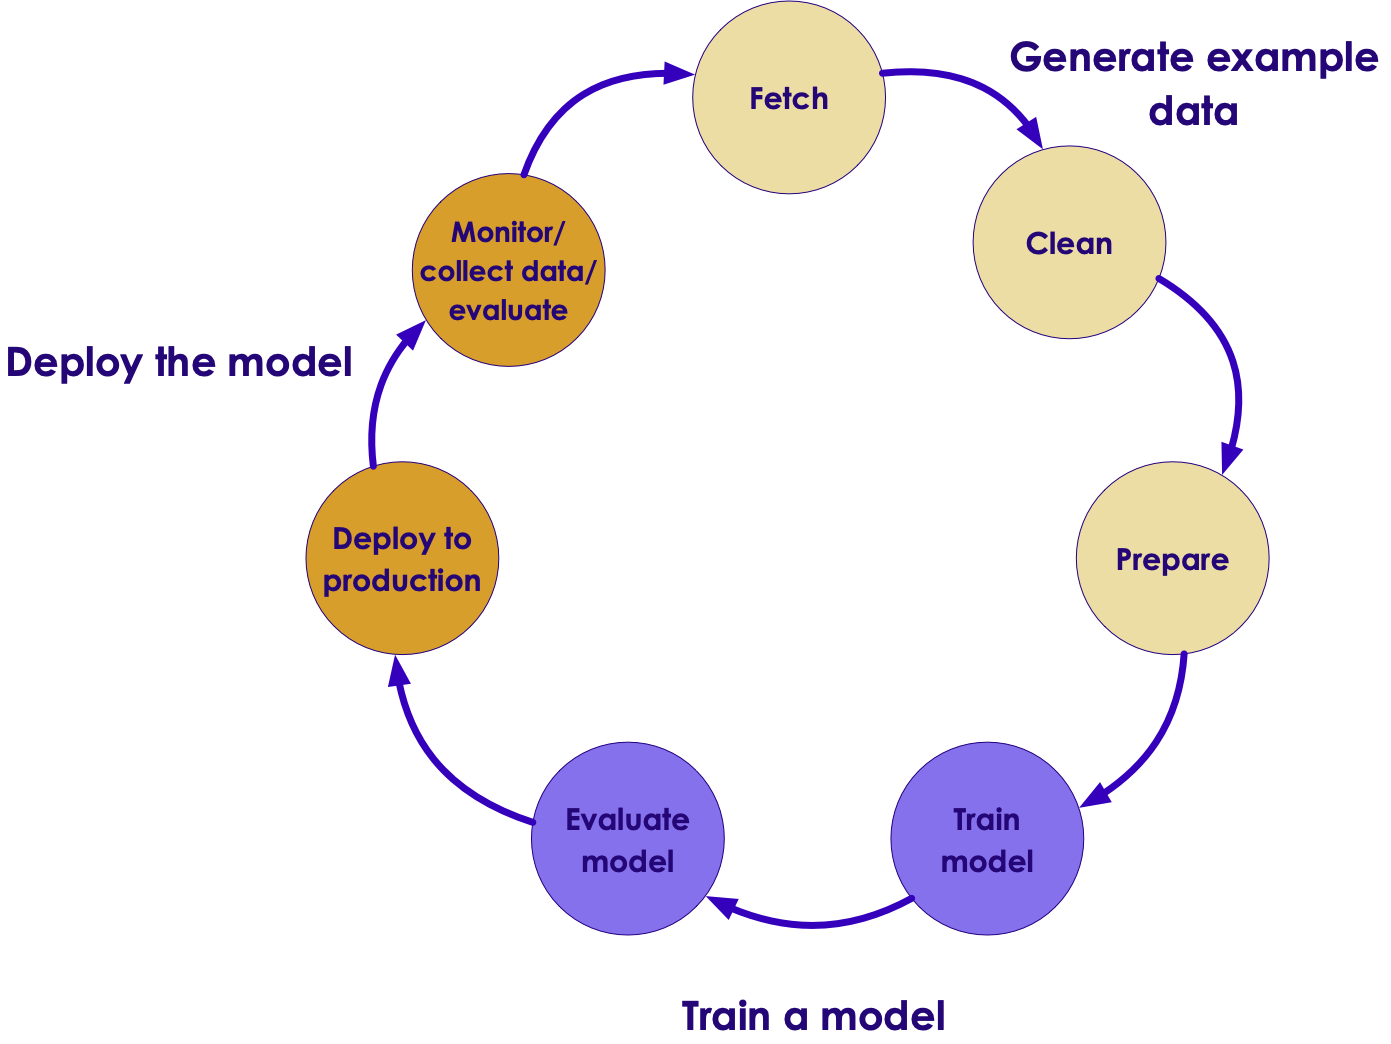 Generate example
data
Fetch
Clean
Prepare
Train
model
Evaluate
model
Train a model
Deploy to
production
Deploy the model
Monitor/
collect data/
evaluate